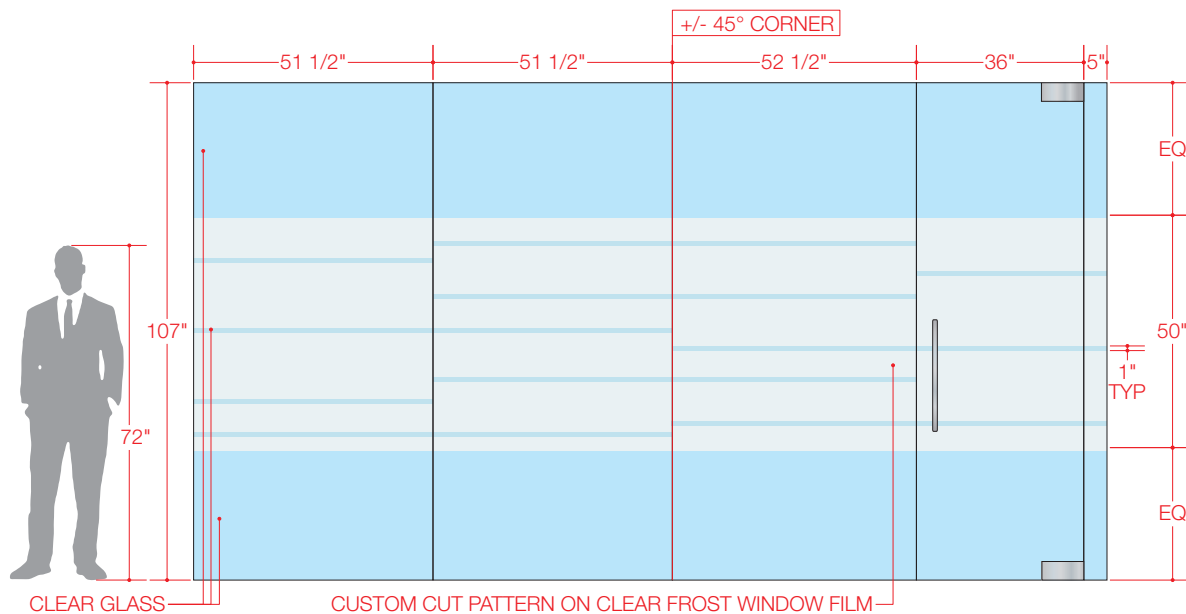 +/- 45° CORNER
51 1/2" 51 1/2" 52 1/2" 36" 5"
EQ
107"
50"
1"
TYP
72"
EQ
CLEAR GLASS CUSTOM CUT PATTERN ON CLEAR FROST WINDOW FILM